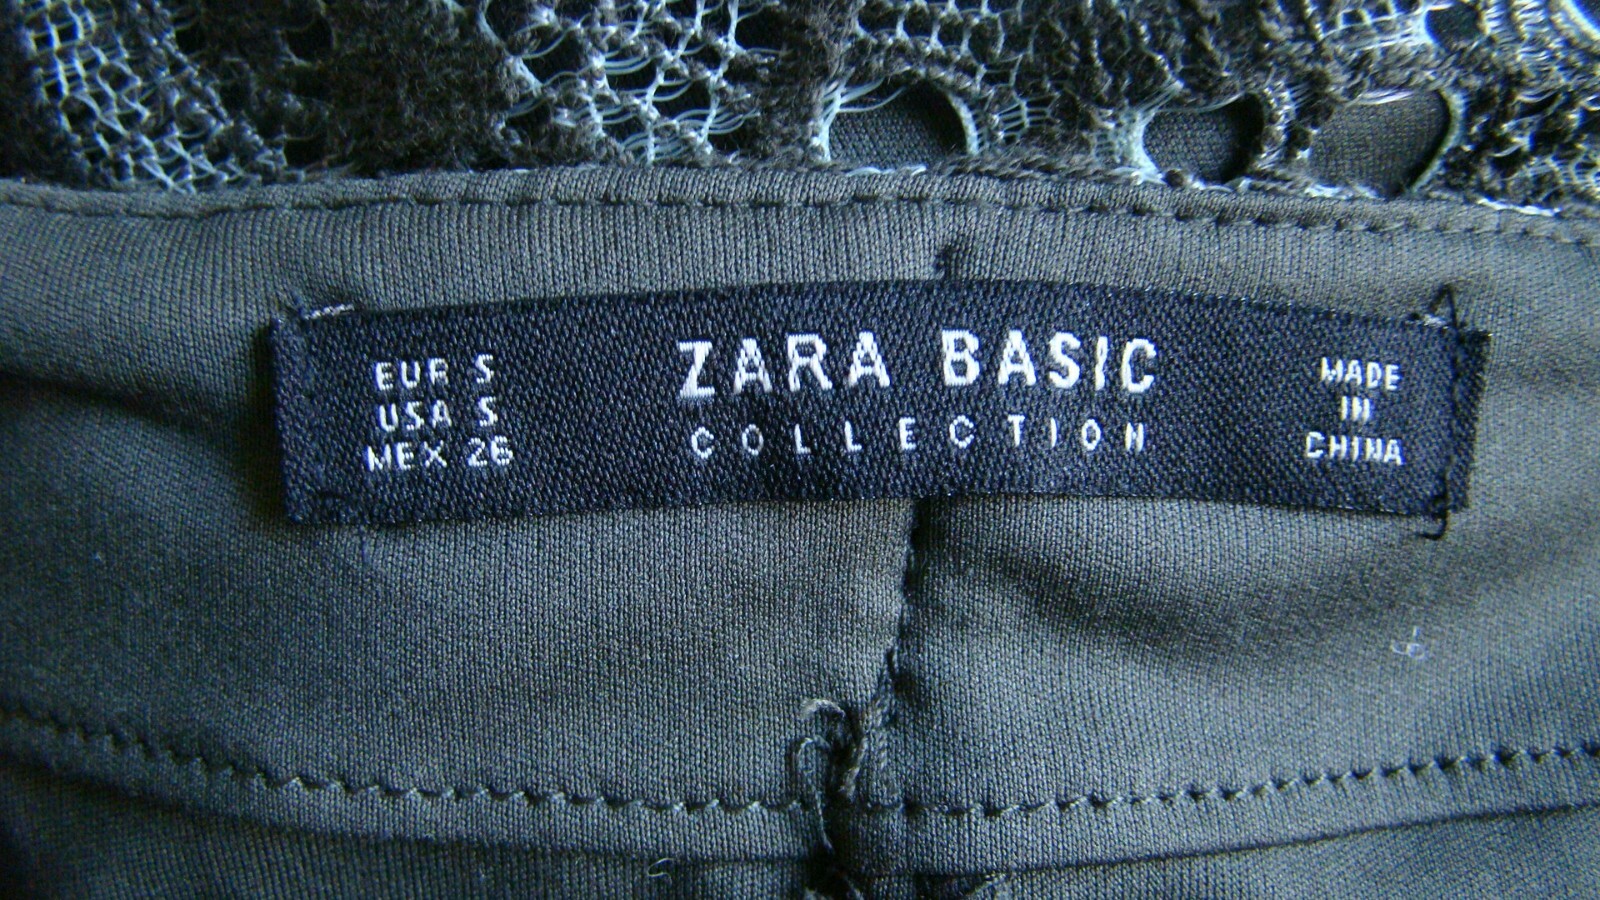 EUR S
USA S
MEX 26
ZARA BASIC
COLLECTION
MADE
IN
CHINA